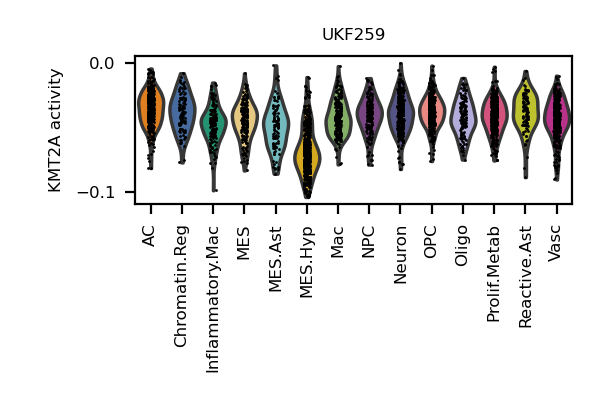 UKF259
KMT2A activity
0.0
−0.1
AC
Chromatin.Reg
Inflammatory.Mac
MES
MES.Ast
MES.Hyp
Mac
NPC
Neuron
OPC
Oligo
Prolif.Metab
Reactive.Ast
Vasc